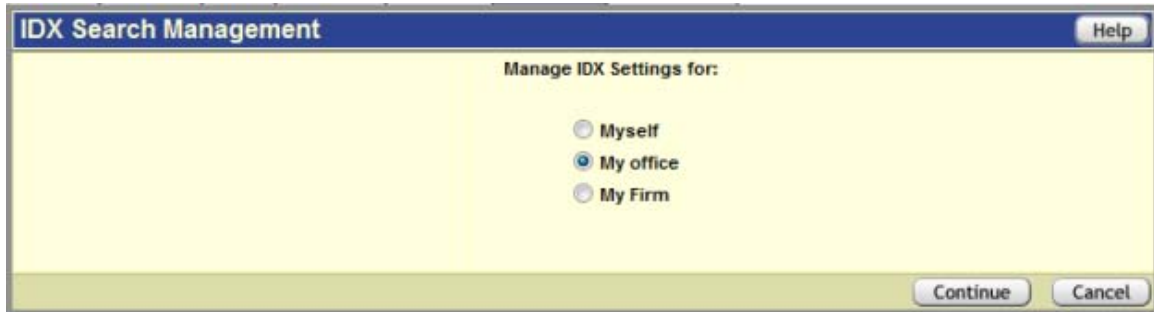 IDX Search Management
Help
Manage IDX Settings for:
Myself
My office
My Firm
Continue
Cancel